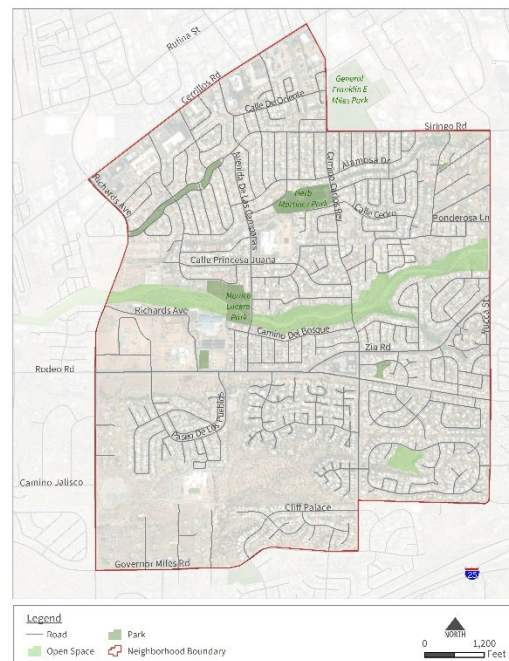 Rufina St
Cerrillos Rd
General
Franklin E
Miles Park
Calle De Oriente
Siringo Rd
Richards Ave
Avenida De Las Campanas
Camino Carlos Rey
Alamosa Dr
Herb
Martinez Park
Calle Cedro
Ponderosa Ln
Calle Princesa Juana
Monica
Lucero
Park
Richards Ave
Camino Del Bosque
Yucca St
Zia Rd
Rodeo Rd
Paseo De Los Pueblos
Camino Jalisco
Cliff Palace
Governor Miles Rd
25
Legend
Road
Park
Open Space
Neighborhood Boundary
NORTH
0 1,200
Feet